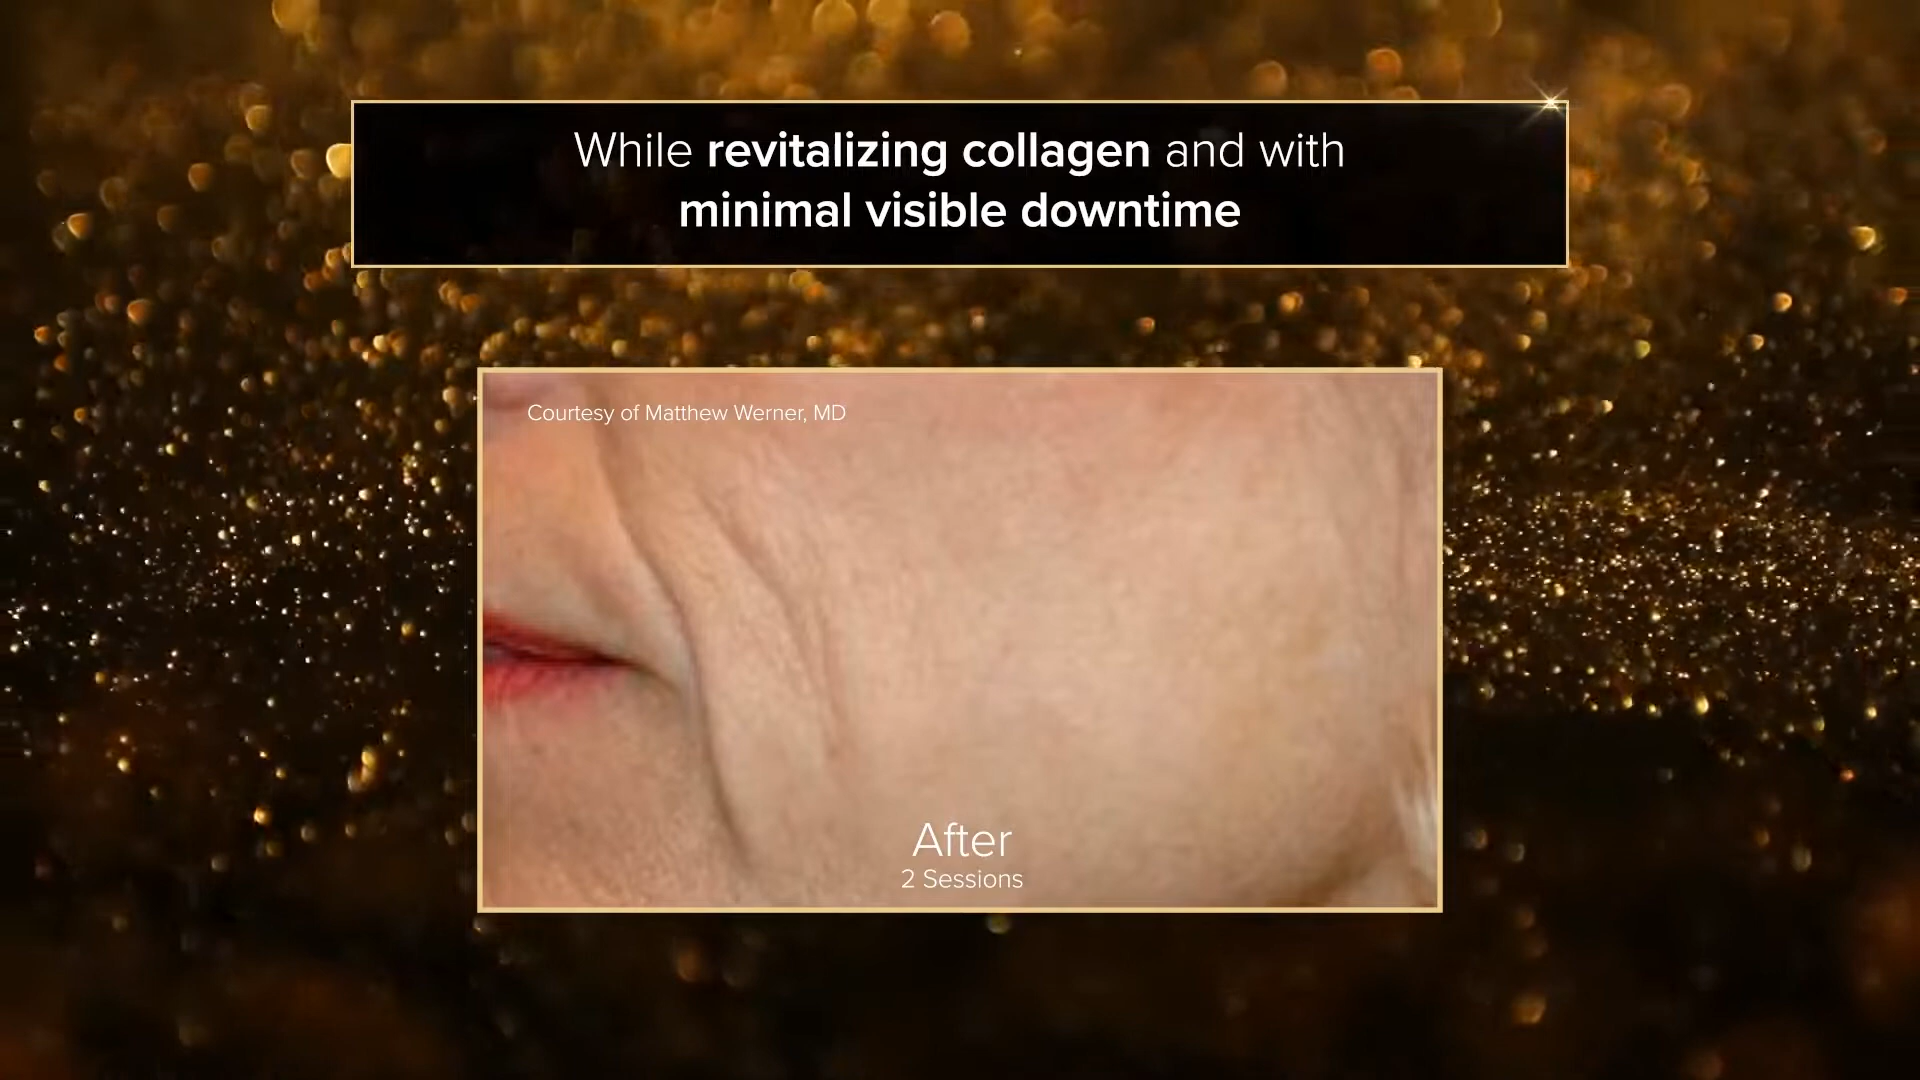 While revitalizing collagen and with
minimal visible downtime
Courtesy of Matthew Werner, MD
After
2 Sessions